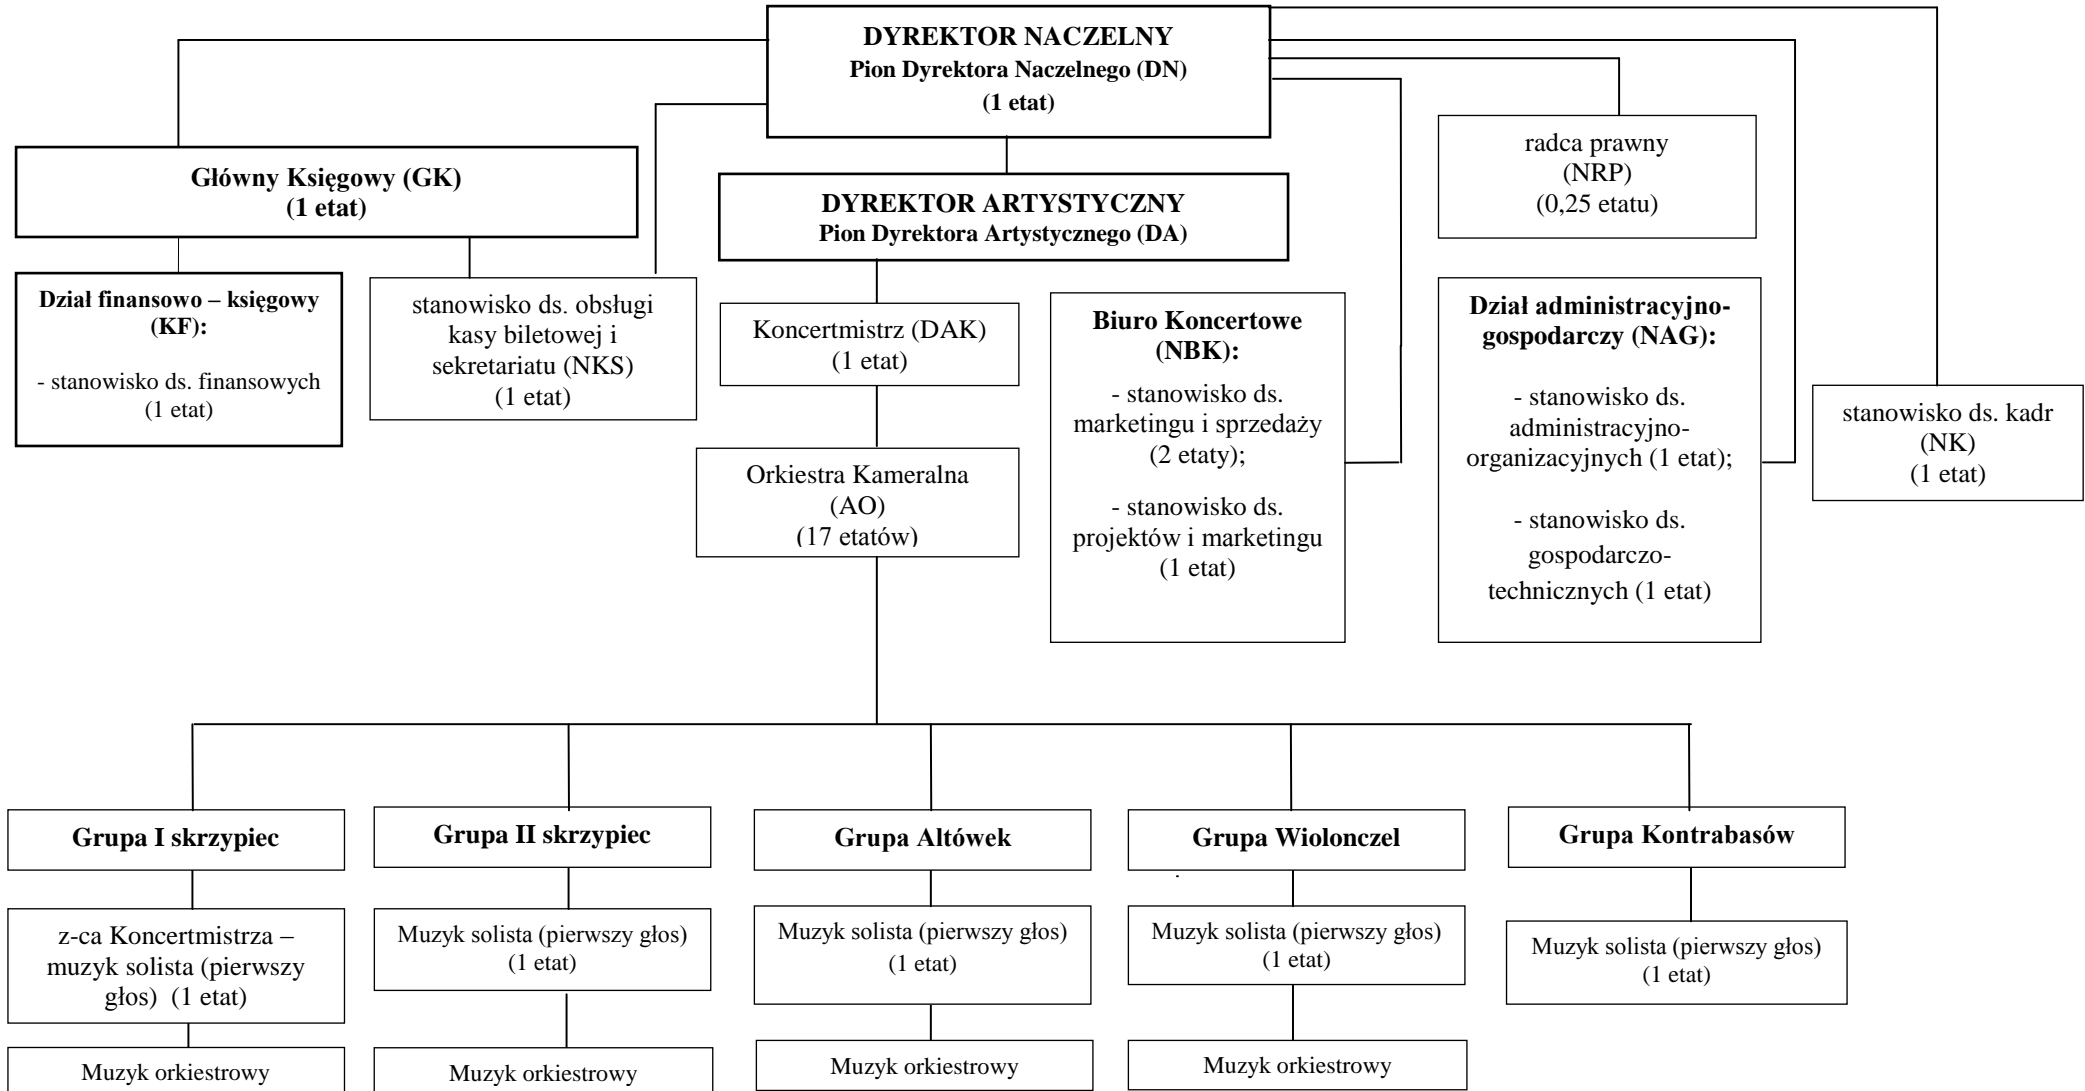 DYREKTOR NACZELNY
Pion Dyrektora Naczelnego (DN)
(1 etat)
radca prawny
(NRP)
(0,25 etatu)
Główny Księgowy (GK)
(1 etat)
DYREKTOR ARTYSTYCZNY
Pion Dyrektora Artystycznego (DA)
Dział finansowo – księgowy
(KF):
- stanowisko ds. finansowych
(1 etat)
stanowisko ds. obsługi
kasy biletowej i
sekretariatu (NKS)
(1 etat)
Koncertmistrz (DAK)
(1 etat)
Orkiestra Kameralna
(AO)
(17 etatów)
Biuro Koncertowe
(NBK):
- stanowisko ds.
marketingu i sprzedaży
(2 etaty);
- stanowisko ds.
projektów i marketingu
(1 etat)
Dział administracyjno-
gospodarczy (NAG):
- stanowisko ds.
administracyjno-
organizacyjnych (1 etat);
- stanowisko ds.
gospodarczo-
technicznych (1 etat)
stanowisko ds. kadr
(NK)
(1 etat)
Grupa I skrzypiec
Grupa II skrzypiec
Grupa Altówek
Grupa Wiolonczel
Grupa Kontrabasów
z-ca Koncertmistrza –
muzyk solista (pierwszy
głos) (1 etat)
Muzyk solista (pierwszy głos)
(1 etat)
Muzyk solista (pierwszy głos)
(1 etat)
Muzyk solista (pierwszy głos)
(1 etat)
Muzyk solista (pierwszy głos)
(1 etat)
Muzyk orkiestrowy
Muzyk orkiestrowy
Muzyk orkiestrowy
Muzyk orkiestrowy